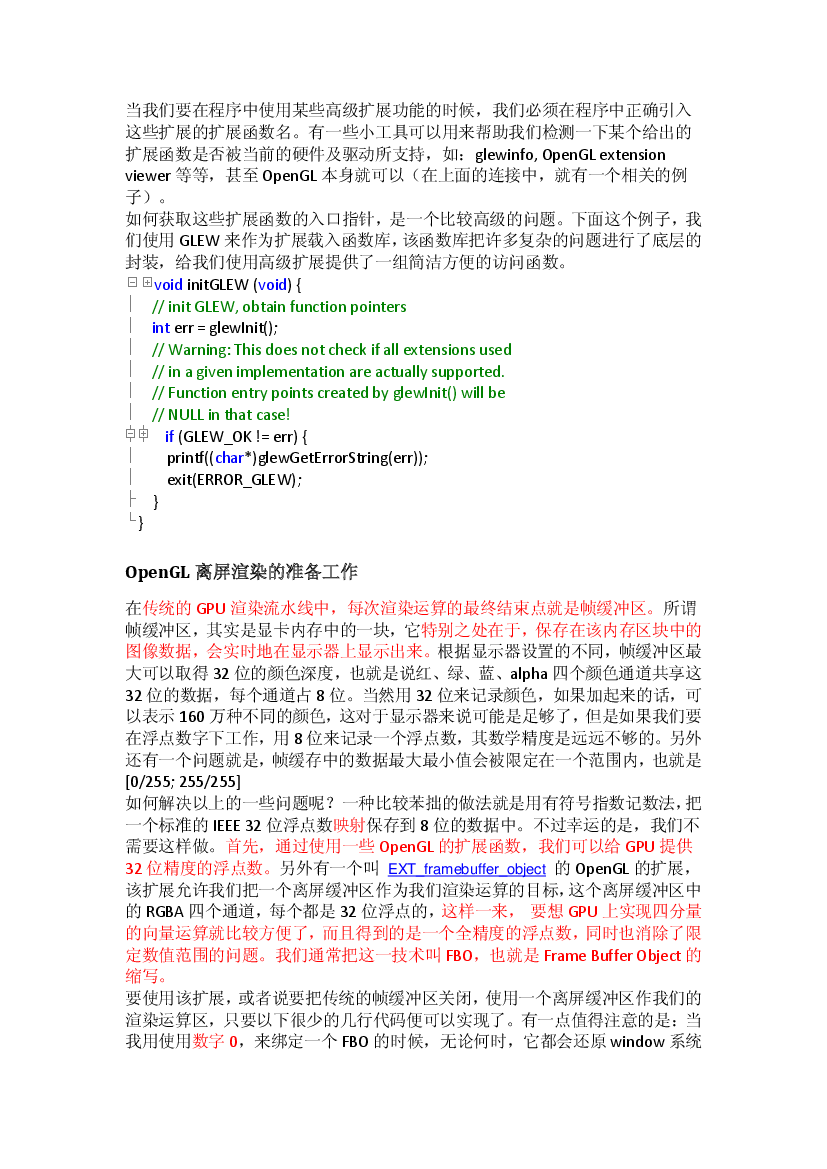 当我们要在程序中使用某些高级扩展功能的时候，我们必须在程序中正确引入
这些扩展的扩展函数名。有一些小工具可以用来帮助我们检测一下某个给出的
扩展函数是否被当前的硬件及驱动所支持，如：glewinfo, OpenGL extension
viewer 等等，甚至 OpenGL 本身就可以（在上面的连接中，就有一个相关的例
子）。
如何获取这些扩展函数的入口指针，是一个比较高级的问题。下面这个例子，我
们使用 GLEW 来作为扩展载入函数库，该函数库把许多复杂的问题进行了底层的
封装，给我们使用高级扩展提供了一组简洁方便的访问函数。
void initGLEW (void) {
// init GLEW, obtain function pointers
int err = glewInit();
// Warning: This does not check if all extensions used
// in a given implementation are actually supported.
// Function entry points created by glewInit() will be
// NULL in that case!
if (GLEW_OK != err) {
printf((char*)glewGetErrorString(err));
exit(ERROR_GLEW);
}
}
OpenGL 离屏渲染的准备工作
在传统的 GPU 渲染流水线中，每次渲染运算的最终结束点就是帧缓冲区。所谓
帧缓冲区，其实是显卡内存中的一块，它特别之处在于，保存在该内存区块中的
图像数据，会实时地在显示器上显示出来。根据显示器设置的不同，帧缓冲区最
大可以取得 32 位的颜色深度，也就是说红、绿、蓝、alpha 四个颜色通道共享这
32 位的数据，每个通道占 8 位。当然用 32 位来记录颜色，如果加起来的话，可
以表示 160 万种不同的颜色，这对于显示器来说可能是足够了，但是如果我们要
在浮点数字下工作，用 8 位来记录一个浮点数，其数学精度是远远不够的。另外
还有一个问题就是，帧缓存中的数据最大最小值会被限定在一个范围内，也就是
[0/255; 255/255]
如何解决以上的一些问题呢？一种比较苯拙的做法就是用有符号指数记数法，把
一个标准的 IEEE 32 位浮点数映射保存到 8 位的数据中。不过幸运的是，我们不
需要这样做。首先，通过使用一些 OpenGL 的扩展函数，我们可以给 GPU 提供
32 位精度的浮点数。另外有一个叫 EXT_framebuffer_object 的 OpenGL 的扩展，
该扩展允许我们把一个离屏缓冲区作为我们渲染运算的目标，这个离屏缓冲区中
的 RGBA 四个通道，每个都是 32 位浮点的，这样一来， 要想 GPU 上实现四分量
的向量运算就比较方便了，而且得到的是一个全精度的浮点数，同时也消除了限
定数值范围的问题。我们通常把这一技术叫 FBO，也就是 Frame Buffer Object 的
缩写。
要使用该扩展，或者说要把传统的帧缓冲区关闭，使用一个离屏缓冲区作我们的
渲染运算区，只要以下很少的几行代码便可以实现了。有一点值得注意的是：当
我用使用数字 0，来绑定一个 FBO 的时候，无论何时，它都会还原 window 系统